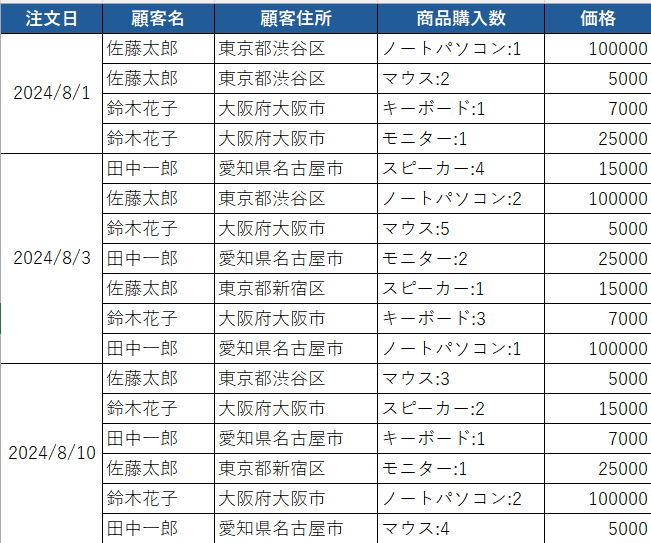 注文日 顧客名 顧客住所 商品購入数 価格
2024/8/1 佐藤太郎 東京都渋谷区 ノートパソコン:1 100000
佐藤太郎 東京都渋谷区 マウス:2 5000
鈴木花子 大阪府大阪市 キーボード:1 7000
鈴木花子 大阪府大阪市 モニター:1 25000
2024/8/3 田中一郎 愛知県名古屋市 スピーカー:4 15000
佐藤太郎 東京都渋谷区 ノートパソコン:2 100000
鈴木花子 大阪府大阪市 マウス:5 5000
田中一郎 愛知県名古屋市 モニター:2 25000
佐藤太郎 東京都新宿区 スピーカー:1 15000
鈴木花子 大阪府大阪市 キーボード:3 7000
田中一郎 愛知県名古屋市 ノートパソコン:1 100000
2024/8/10 佐藤太郎 東京都渋谷区 マウス:3 5000
鈴木花子 大阪府大阪市 スピーカー:2 15000
田中一郎 愛知県名古屋市 キーボード:1 7000
佐藤太郎 東京都新宿区 モニター:1 25000
鈴木花子 大阪府大阪市 ノートパソコン:2 100000
田中一郎 愛知県名古屋市 マウス:4 5000